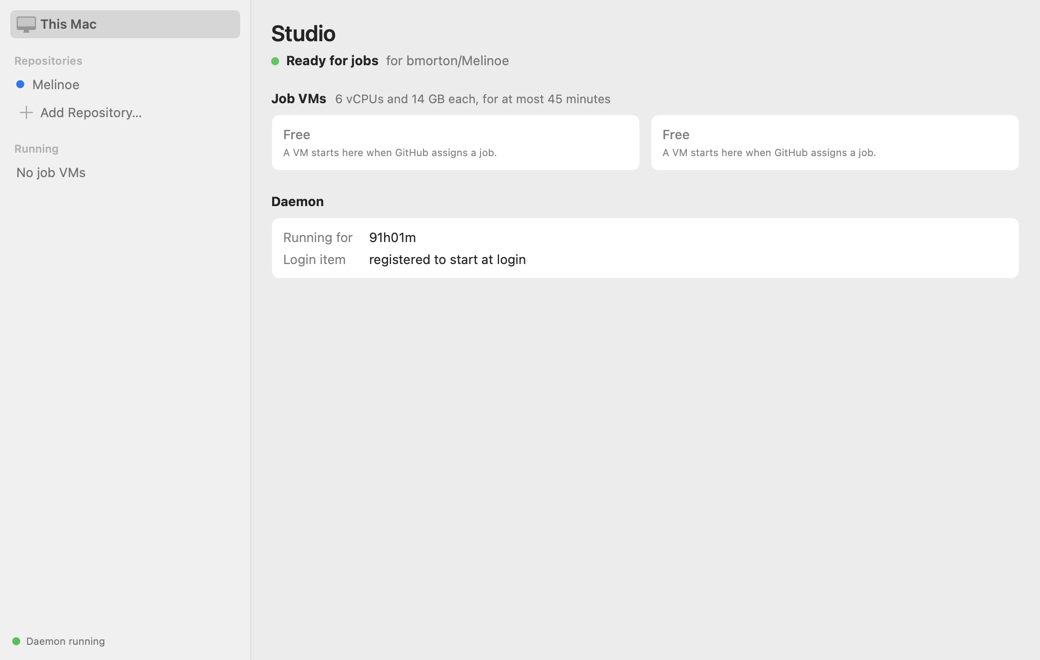 This Mac
Repositories
Melinoe
Add Repository...
Running
No job VMs
Daemon running
Studio
Ready for jobs for bmorton/Melinoe
Job VMs 6 vCPUs and 14 GB each, for at most 45 minutes
Free
A VM starts here when GitHub assigns a job.
Free
A VM starts here when GitHub assigns a job.
Daemon
Running for 91h01m
Login item registered to start at login